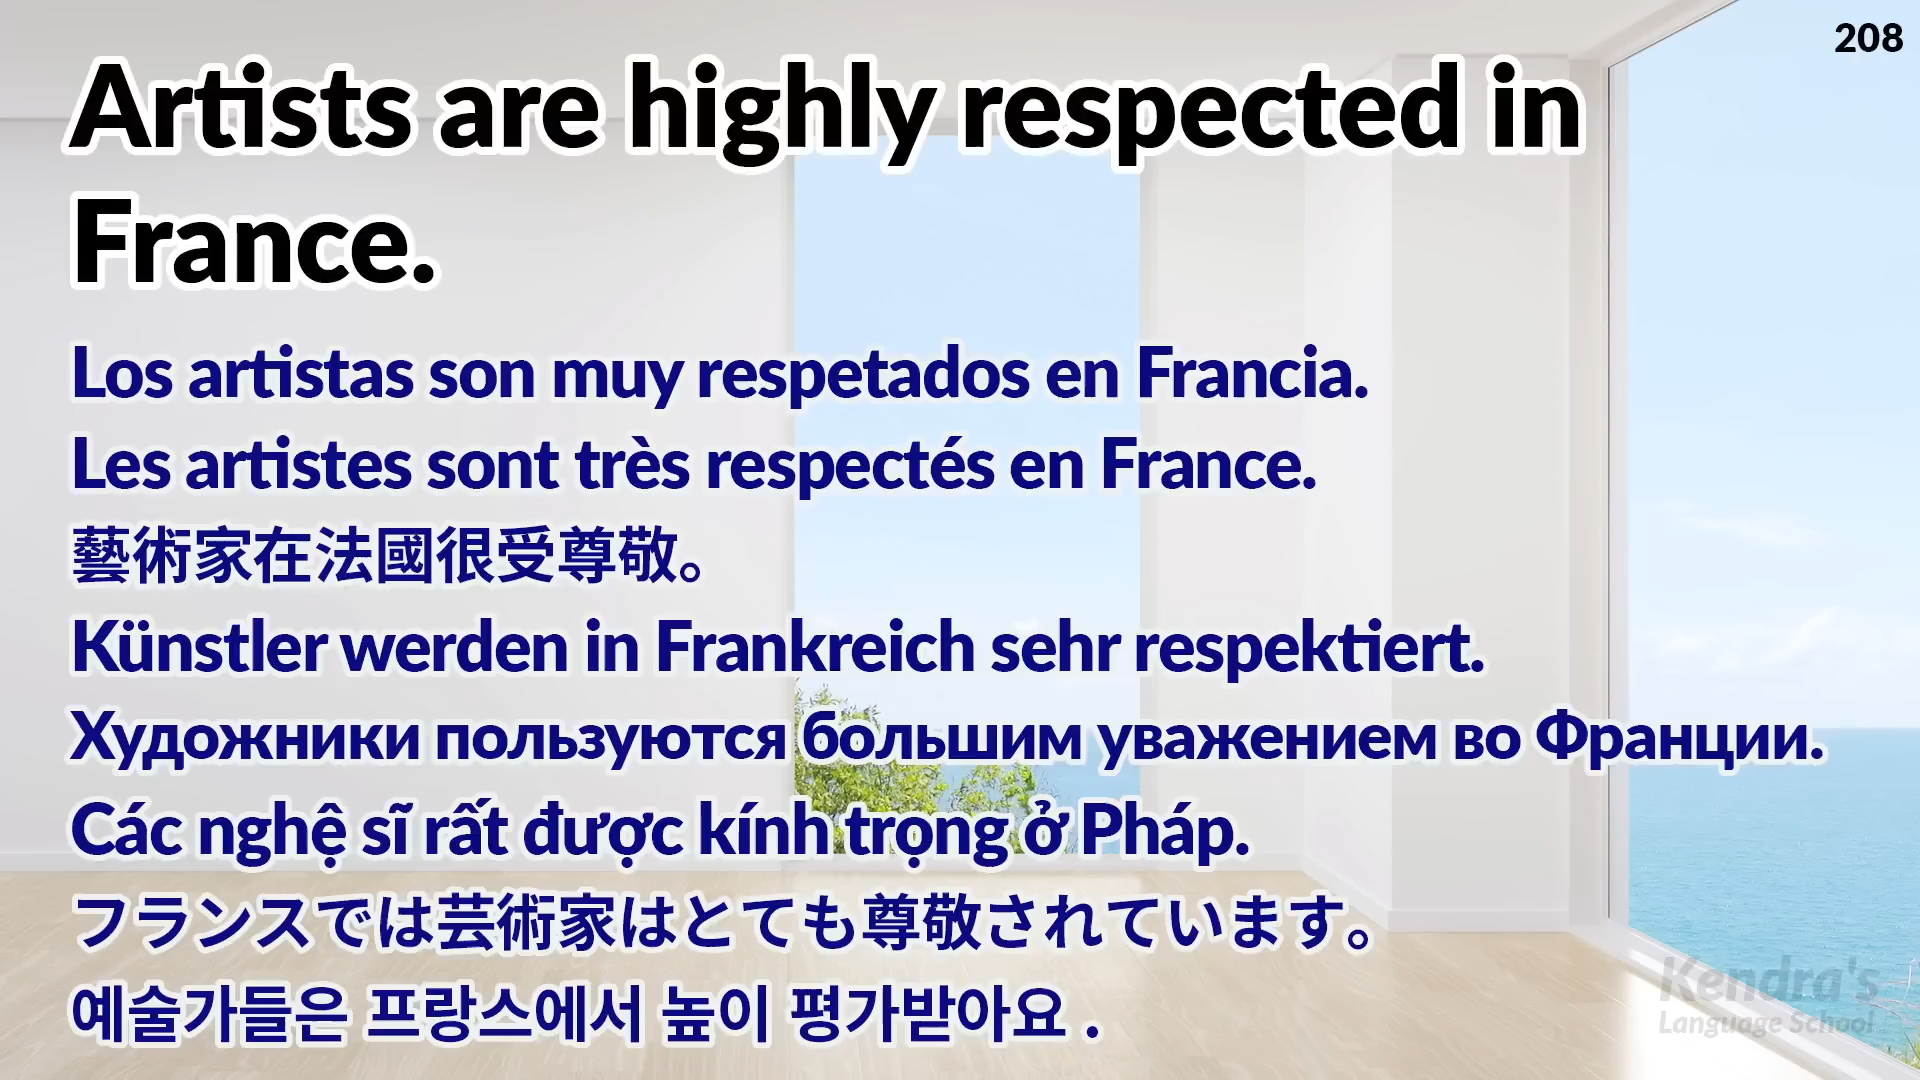 208
Artists are highly respected in
France.
Los artistas son muy respetados en Francia.
Les artistes sont très respectés en France.
藝術家在法國很受尊敬。
Künstler werden in Frankreich sehr respektiert.
Художники пользуются большим уважением во Франции.
Các nghệ sĩ rất được kính trọng ở Pháp.
フランスでは芸術家はとても尊敬されています。
예술가들은 프랑스에서 높이 평가받아요 .
Kendra's
Language School